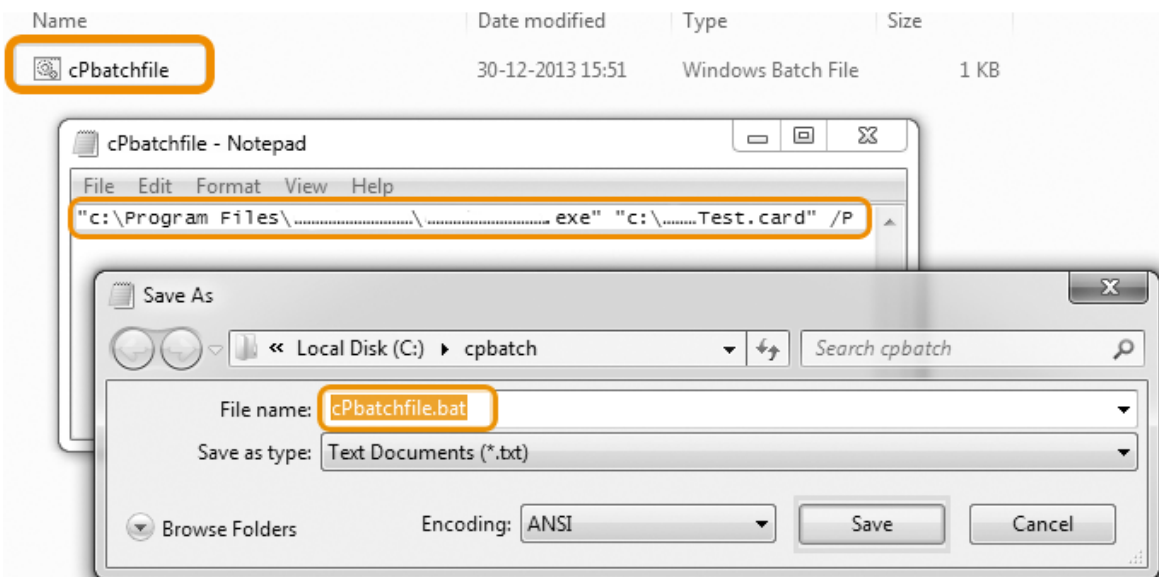 Name Date modified Type Size
cPbatchfile 30-12-2013 15:51 Windows Batch File 1 KB
cPbatchfile - Notepad
File Edit Format View Help
"c:\Program Files\..............................\..............................exe" "c:\........Test.card" /P
Save As
« Local Disk (C:) ▸ cpbatch Search cpbatch
File name: cPbatchfile.bat
Save as type: Text Documents (*.txt)
Browse Folders Encoding: ANSI Save Cancel